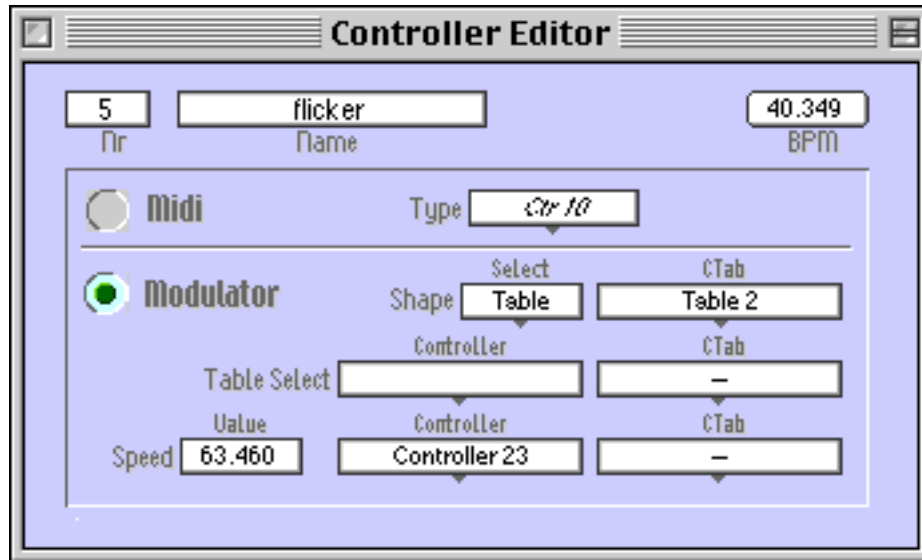 Controller Editor
5 flicker 40.349
Nr Name BPM
Midi Type Ctr 10
Select CTab
Modulator Shape Table Table 2
Controller CTab
Table Select –
Value Controller CTab
Speed 63.460 Controller 23 –